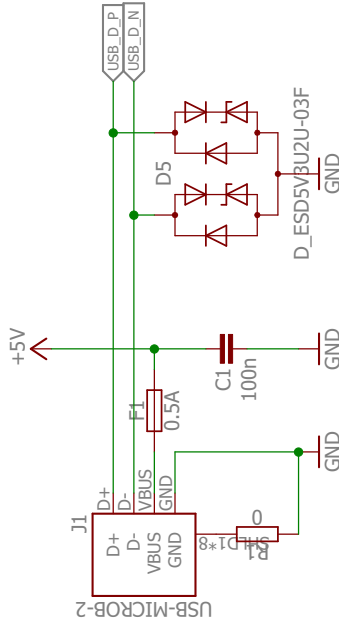 USB_D_P
USB_D_N
D5
D_ESD5V3U2U-03F
GND
+5V
C1
100n
GND
F1
0.5A
GND
J1
D+
D-
VBUS
GND
D+
D-
VBUS
GND
USB-MICROB-2
SHLD1*8
R1
0